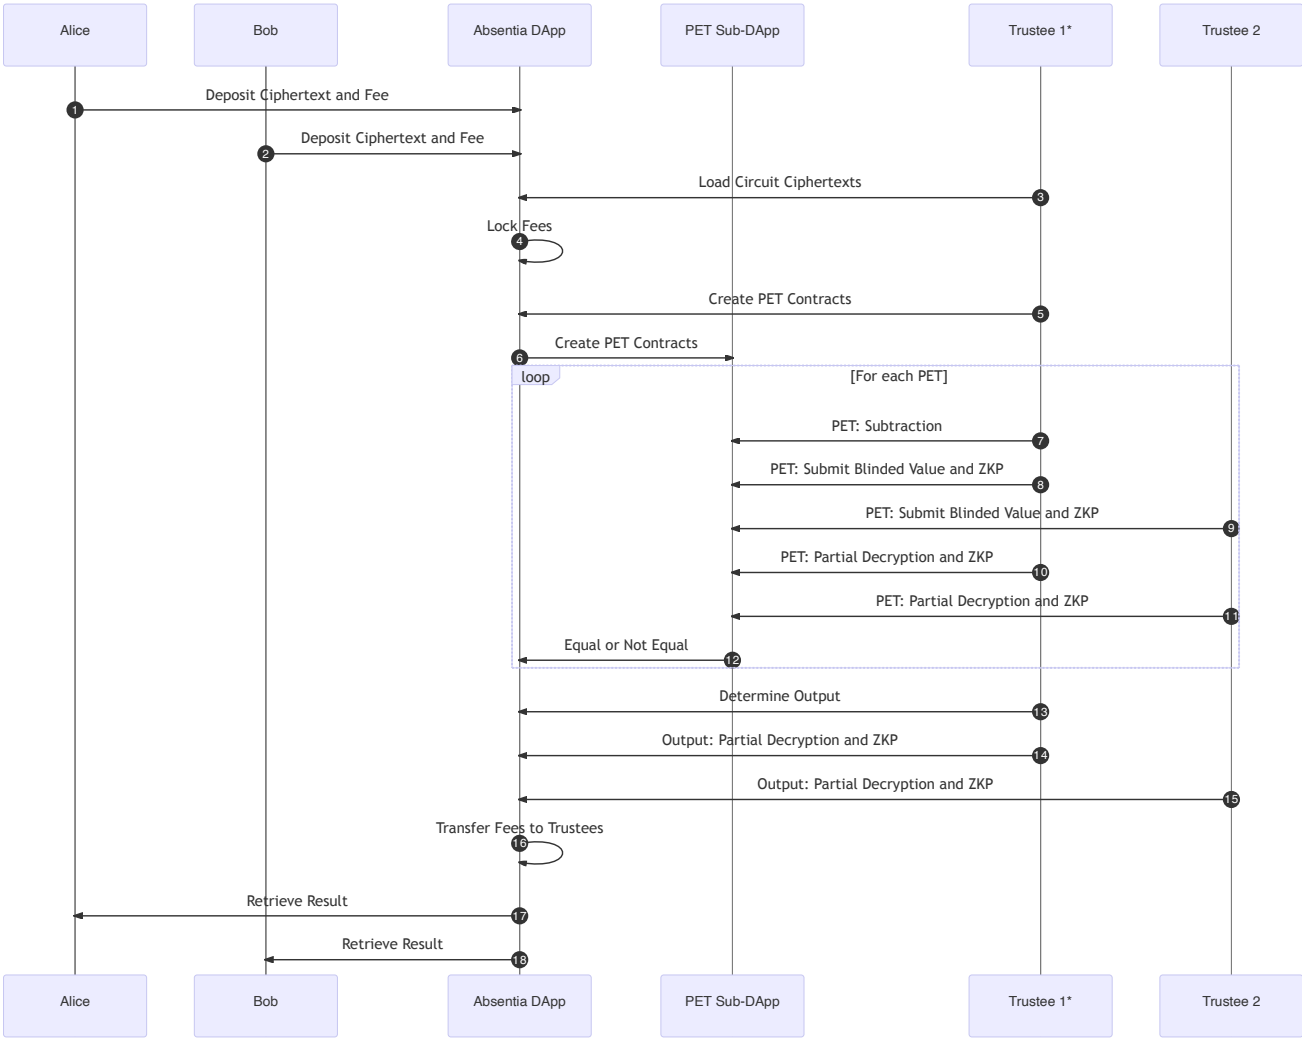 Alice
Bob
Absentia DApp
PET Sub-DApp
Trustee 1*
Trustee 2
Deposit Ciphertext and Fee
1
Deposit Ciphertext and Fee
2
Load Circuit Ciphertexts
3
Lock Fees
4
Create PET Contracts
5
Create PET Contracts
6
loop
[For each PET]
PET: Subtraction
7
PET: Submit Blinded Value and ZKP
8
PET: Submit Blinded Value and ZKP
9
PET: Partial Decryption and ZKP
10
PET: Partial Decryption and ZKP
11
Equal or Not Equal
12
Determine Output
13
Output: Partial Decryption and ZKP
14
Output: Partial Decryption and ZKP
15
Transfer Fees to Trustees
16
Retrieve Result
17
Retrieve Result
18
Alice
Bob
Absentia DApp
PET Sub-DApp
Trustee 1*
Trustee 2